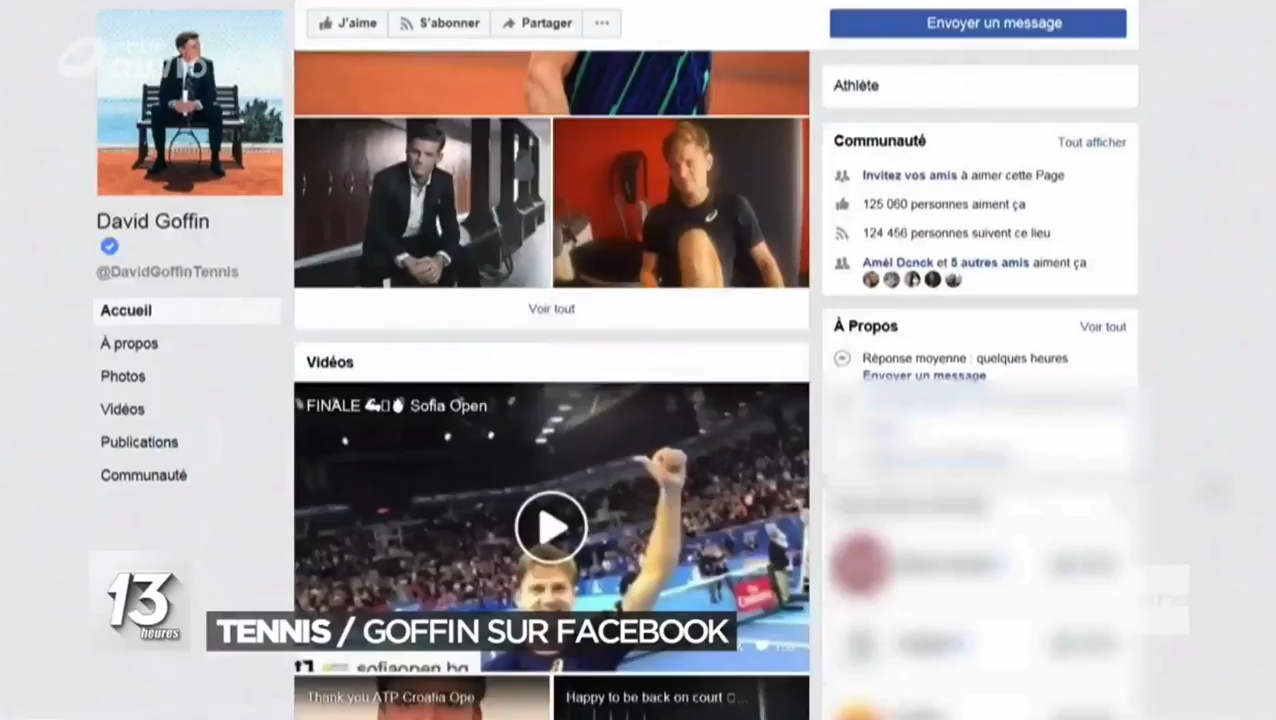 J'aime
S'abonner
Partager
Envoyer un message
sur
auvio
David Goffin
@DavidGoffinTennis
Accueil
À propos
Photos
Vidéos
Publications
Communauté
Voir tout
Vidéos
FINALE Sofia Open
sofiaopen.bg
Thank you ATP Croatia Ope
Happy to be back on court ...
Athlète
Communauté
Tout afficher
Invitez vos amis à aimer cette Page
125 060 personnes aiment ça
124 456 personnes suivent ce lieu
et 5 autres amis aiment ça
À Propos
Voir tout
Réponse moyenne : quelques heures
Envoyer un message
13
heures
TENNIS / GOFFIN SUR FACEBOOK